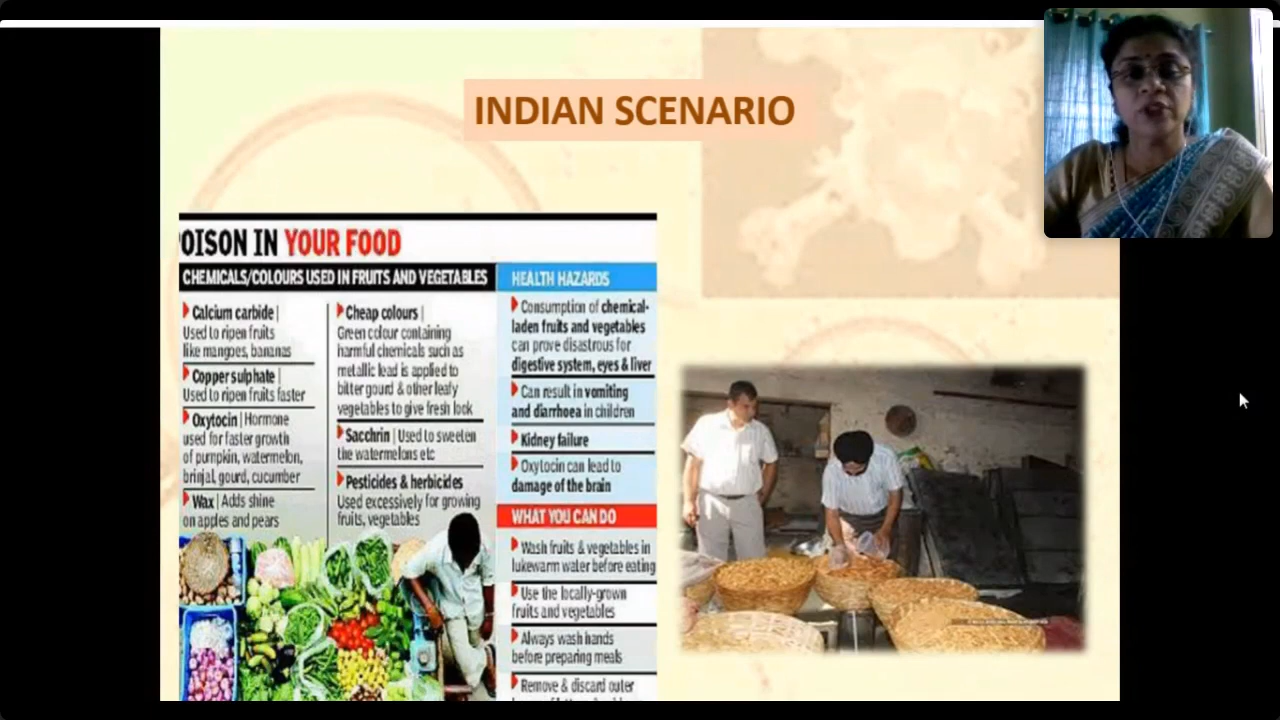 INDIAN SCENARIO
OISON IN YOUR FOOD
CHEMICALS/COLOURS USED IN FRUITS AND VEGETABLES
Calcium carbide |
Used to ripen fruits
like mangoes, bananas
Copper sulphate |
Used to ripen fruits faster
Oxytocin | Hormone
used for faster growth
of pumpkin, watermelon,
brinjal, gourd, cucumber
Wax | Adds shine
on apples and pears
Cheap colours |
Green colour containing
harmful chemicals such as
metallic lead is applied to
bitter gourd & other leafy
vegetables to give fresh look
Sacchrin | Used to sweeten
the watermelons etc
Pesticides & herbicides
Used excessively for growing
fruits, vegetables
HEALTH HAZARDS
Consumption of chemical-
laden fruits and vegetables
can prove disastrous for
digestive system, eyes & liver
Can result in vomiting
and diarrhoea in children
Kidney failure
Oxytocin can lead to
damage of the brain
WHAT YOU CAN DO
Wash fruits & vegetables in
lukewarm water before eating
Use the locally-grown
fruits and vegetables
Always wash hands
before preparing meals
Remove & discard outer